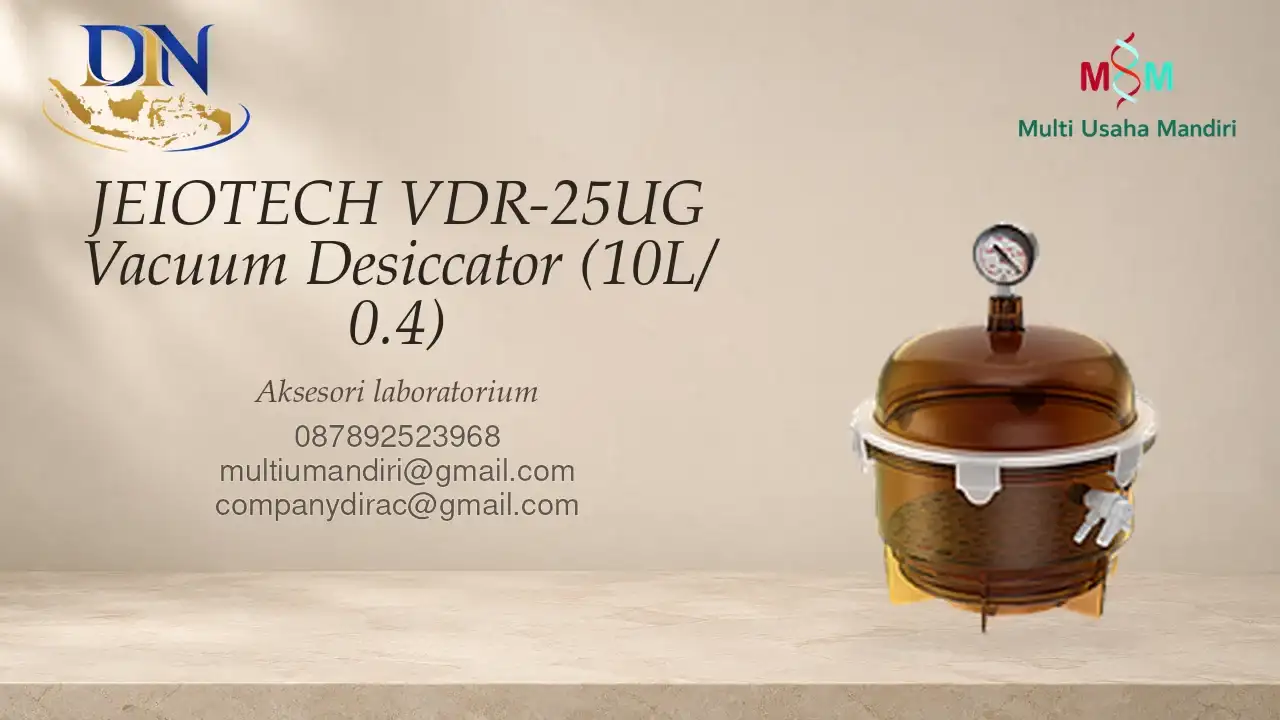 DIN
MSM
Multi Usaha Mandiri
JEIOTECH VDR-25UG
Vacuum Desiccator (10L/
0.4)
Aksesori laboratorium
087892523968
multiumandiri@gmail.com
companydirac@gmail.com